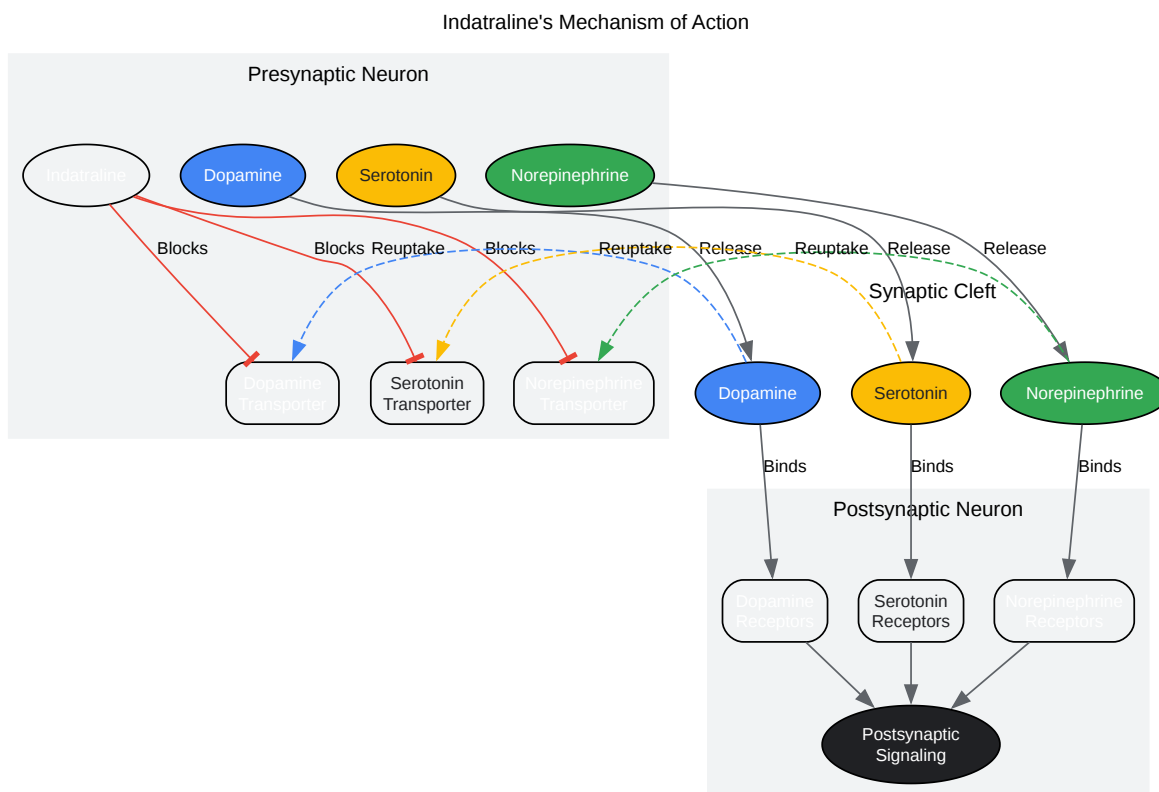 Indatraline's Mechanism of Action
Presynaptic Neuron
Indatraline
Dopamine
Serotonin
Norepinephrine
Blocks
Blocks
Reuptake
Blocks
Reuptake
Release
Reuptake
Release
Release
Synaptic Cleft
Dopamine
Transporter
Serotonin
Transporter
Norepinephrine
Transporter
Dopamine
Serotonin
Norepinephrine
Binds
Binds
Binds
Postsynaptic Neuron
Dopamine
Receptors
Serotonin
Receptors
Norepinephrine
Receptors
Postsynaptic
Signaling